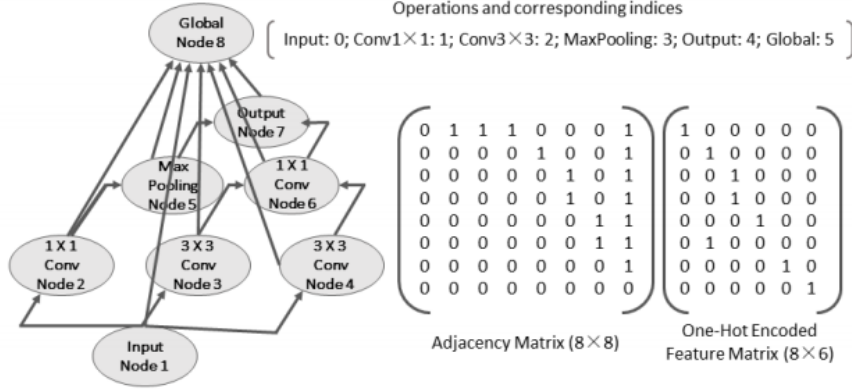 Operations and corresponding indices
Input: 0; Conv1×1: 1; Conv3×3: 2; MaxPooling: 3; Output: 4; Global: 5
Global
Node 8
Output
Node 7
Max
Pooling
Node 5
1 X 1
Conv
Node 6
1 X 1
Conv
Node 2
3 X 3
Conv
Node 3
3 X 3
Conv
Node 4
Input
Node 1
0 1 1 1 0 0 0 1
0 0 0 0 1 0 0 1
0 0 0 0 0 1 0 1
0 0 0 0 0 1 0 1
0 0 0 0 0 0 1 1
0 0 0 0 0 0 1 1
0 0 0 0 0 0 0 1
0 0 0 0 0 0 0 0
Adjacency Matrix (8×8)
1 0 0 0 0 0
0 1 0 0 0 0
0 0 1 0 0 0
0 0 1 0 0 0
0 0 0 1 0 0
0 1 0 0 0 0
0 0 0 0 1 0
0 0 0 0 0 1
One-Hot Encoded
Feature Matrix (8×6)